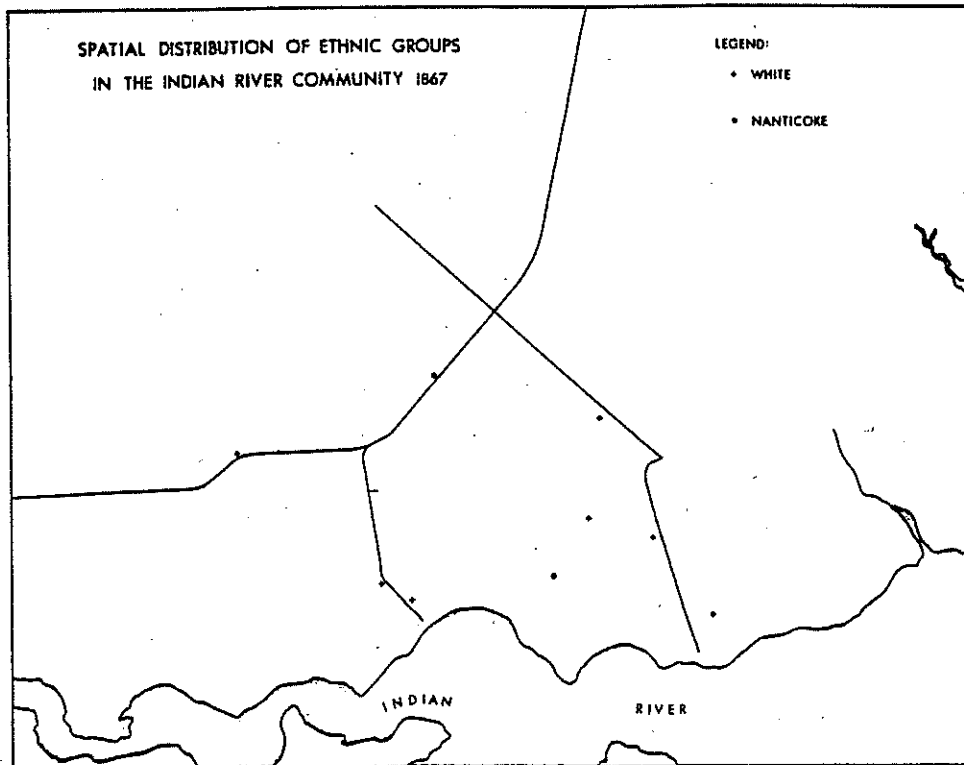 SPATIAL DISTRIBUTION OF ETHNIC GROUPS
IN THE INDIAN RIVER COMMUNITY 1867
LEGEND:
WHITE
NANTICOKE
INDIAN RIVER